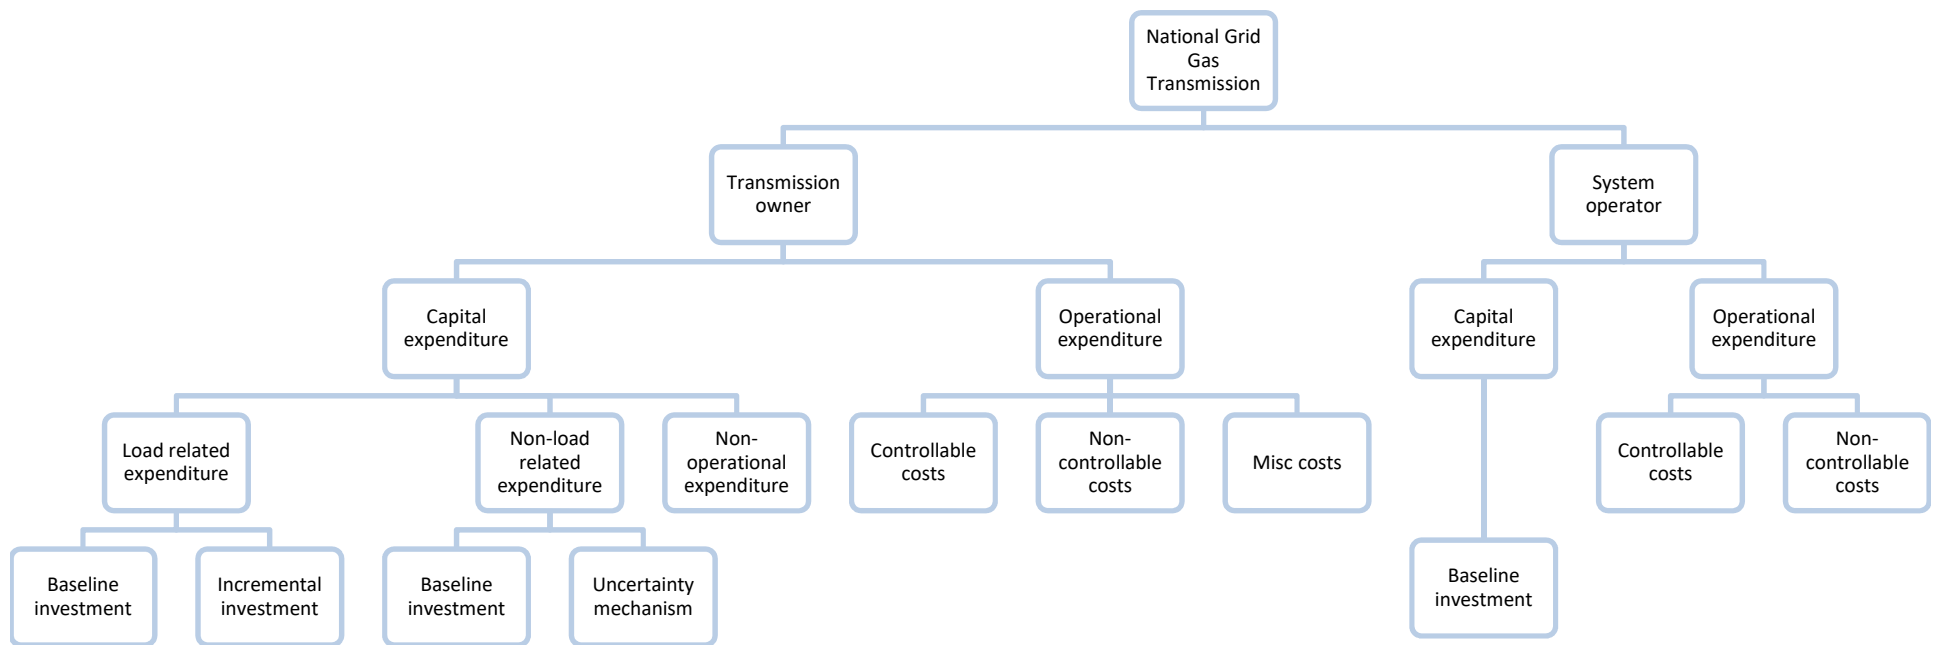 National Grid
Gas
Transmission
Transmission
owner
System
operator
Capital
expenditure
Operational
expenditure
Capital
expenditure
Operational
expenditure
Load related
expenditure
Non-load
related
expenditure
Non-
operational
expenditure
Controllable
costs
Non-
controllable
costs
Misc costs
Controllable
costs
Non-
controllable
costs
Baseline
investment
Incremental
investment
Baseline
investment
Uncertainty
mechanism
Baseline
investment